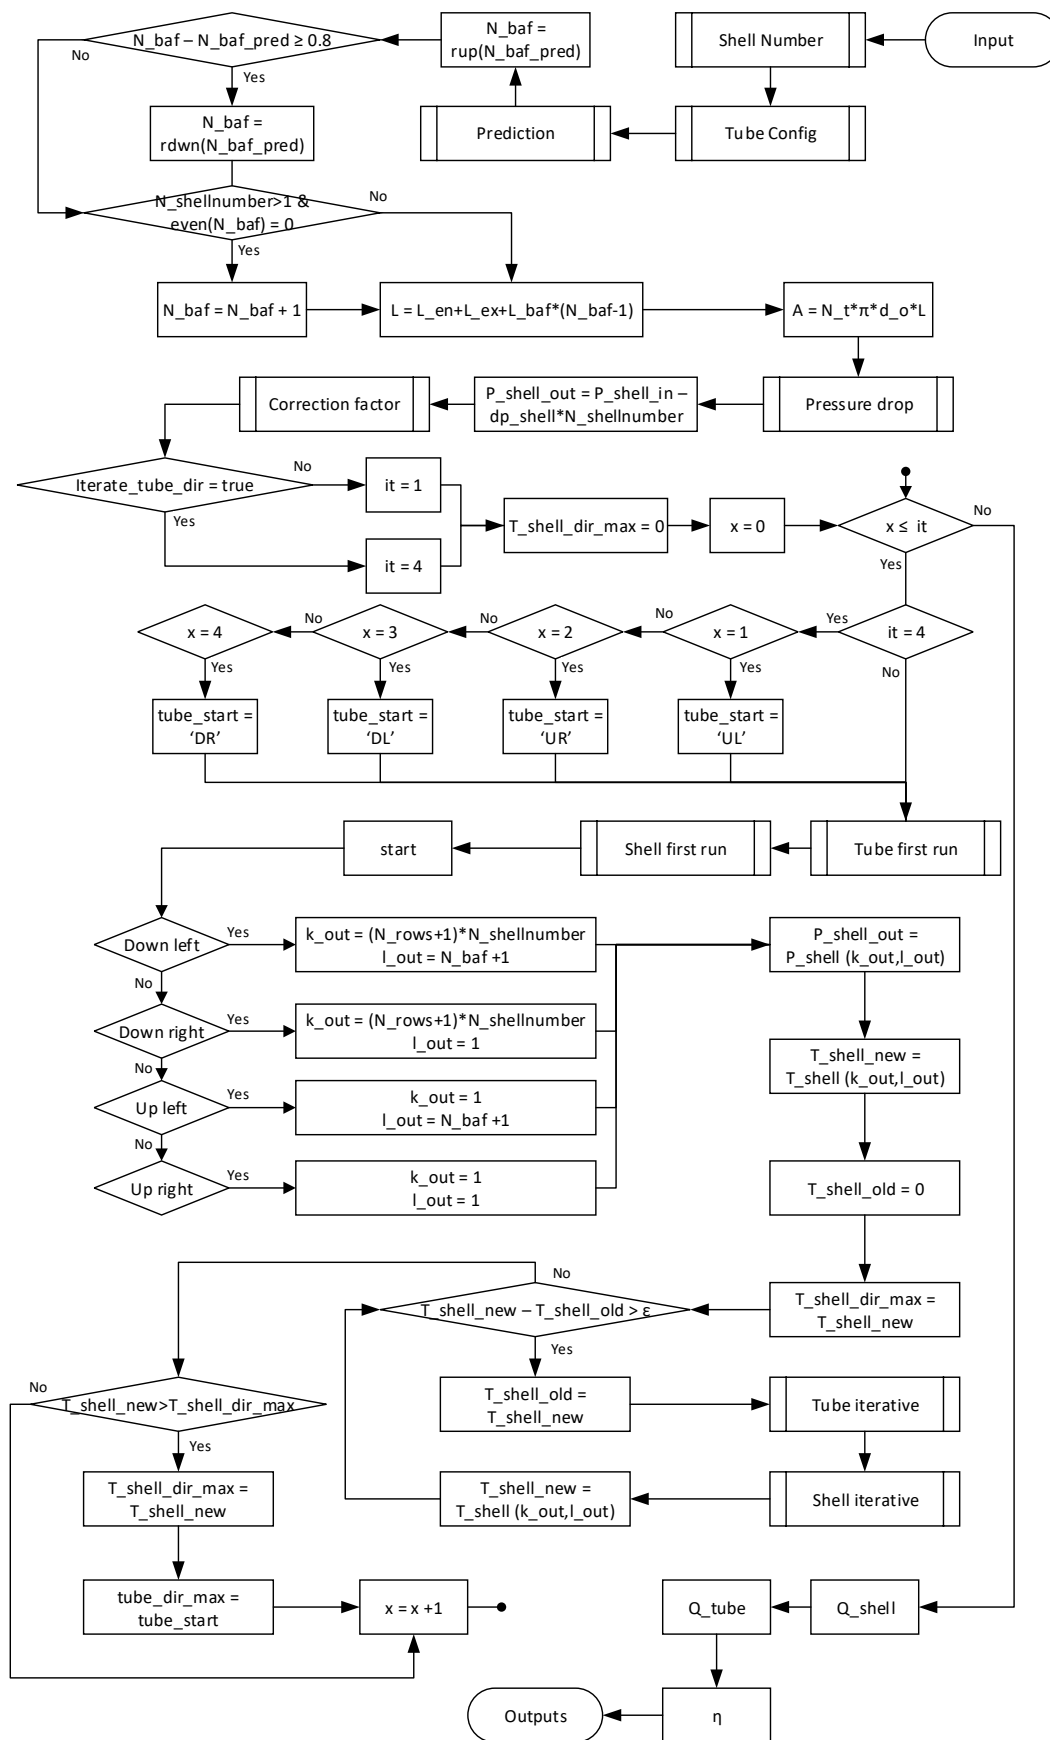 Input
Shell Number
Tube Config
Prediction
N_baf =
rup(N_baf_pred)
N_baf – N_baf_pred ≥ 0.8
No
Yes
N_baf =
rdwn(N_baf_pred)
N_shellnumber>1 &
even(N_baf) = 0
No
Yes
N_baf = N_baf + 1
L = L_en+L_ex+L_baf*(N_baf-1)
A = N_t*π*d_o*L
Pressure drop
P_shell_out = P_shell_in –
dp_shell*N_shellnumber
Correction factor
Iterate_tube_dir = true
No
Yes
it = 1
it = 4
T_shell_dir_max = 0
x = 0
x ≤ it
No
Yes
it = 4
Yes
No
x = 1
No
Yes
x = 2
No
Yes
x = 3
No
Yes
x = 4
Yes
tube_start =
‘DR’
tube_start =
‘DL’
tube_start =
‘UR’
tube_start =
‘UL’
Tube first run
Shell first run
start
Down left
Yes
No
k_out = (N_rows+1)*N_shellnumber
l_out = N_baf +1
Down right
Yes
No
k_out = (N_rows+1)*N_shellnumber
l_out = 1
Up left
Yes
No
k_out = 1
l_out = N_baf +1
Up right
Yes
k_out = 1
l_out = 1
P_shell_out =
P_shell (k_out,l_out)
T_shell_new =
T_shell (k_out,l_out)
T_shell_old = 0
T_shell_dir_max =
T_shell_new
T_shell_new – T_shell_old > ε
No
Yes
T_shell_old =
T_shell_new
Tube iterative
Shell iterative
T_shell_new =
T_shell (k_out,l_out)
T_shell_new>T_shell_dir_max
No
Yes
T_shell_dir_max =
T_shell_new
tube_dir_max =
tube_start
x = x +1
Q_shell
Q_tube
η
Outputs